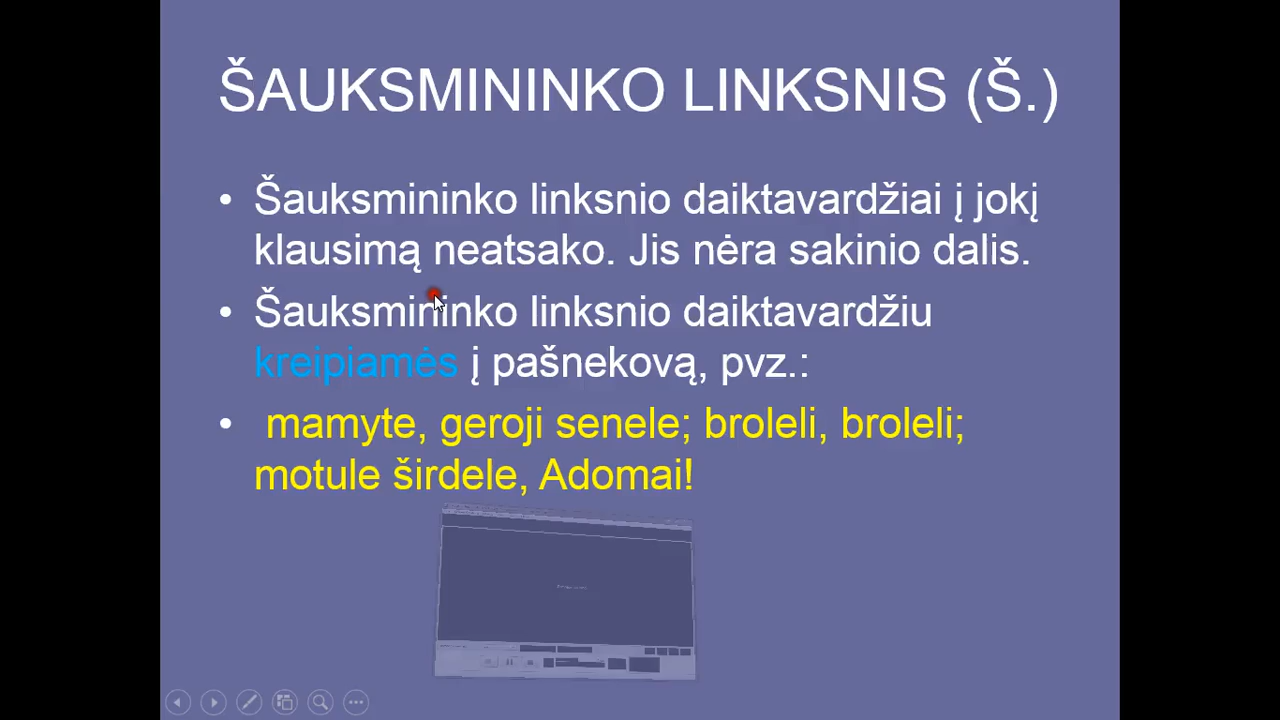 ŠAUKSMININKO LINKSNIS (Š.)
• Šauksmininko linksnio daiktavardžiai į jokį
klausimą neatsako. Jis nėra sakinio dalis.
• Šauksmininko linksnio daiktavardžiu
kreipiamės į pašnekovą, pvz.:
• mamyte, geroji senele; broleli, broleli;
motule širdele, Adomai!